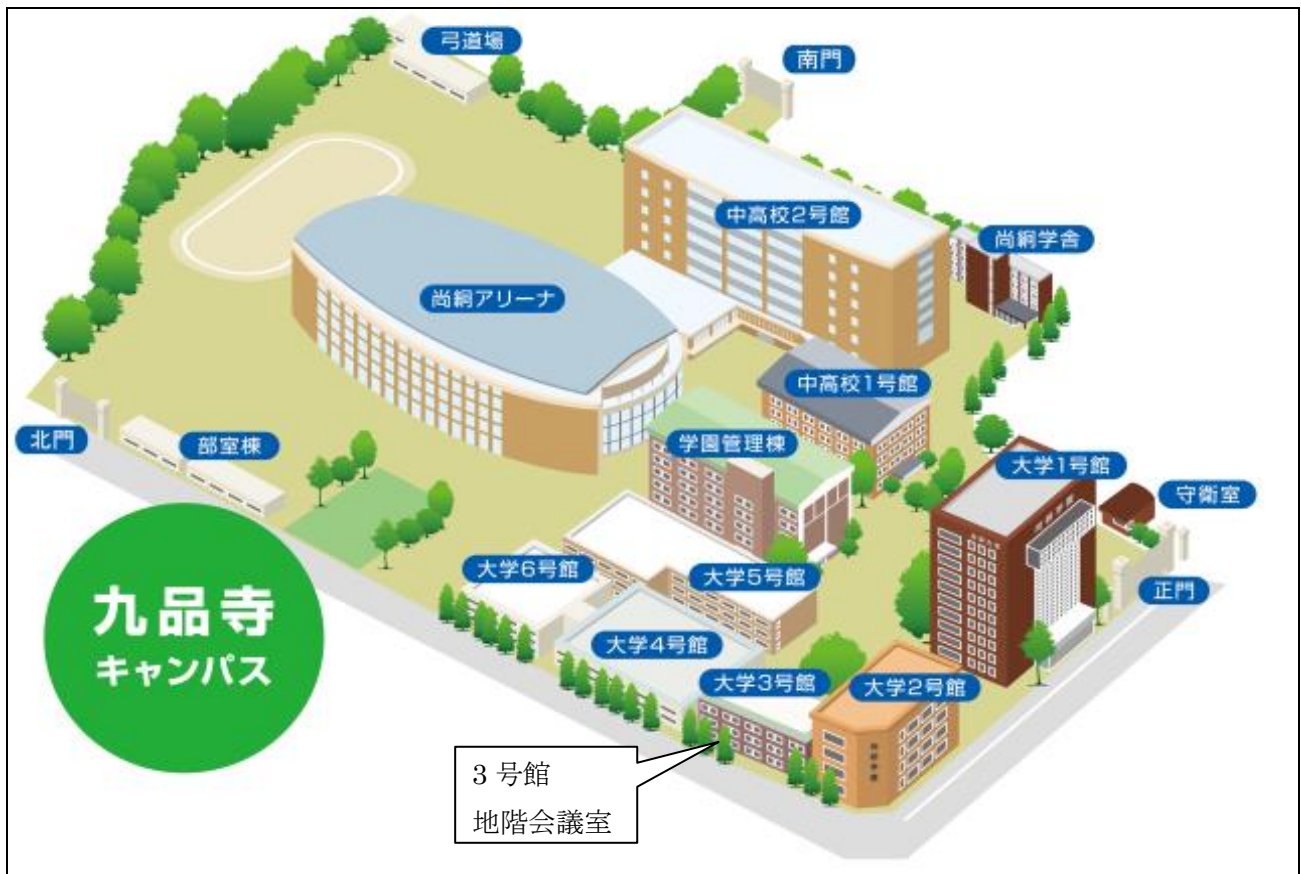 弓道場
南門
中高校2号館
尚絅学舎
尚絅アリーナ
中高校1号館
北門
部室棟
学園管理棟
大学1号館
守衛室
正門
大学6号館
大学5号館
大学4号館
大学3号館
大学2号館
九品寺
キャンパス
3 号館
地階会議室